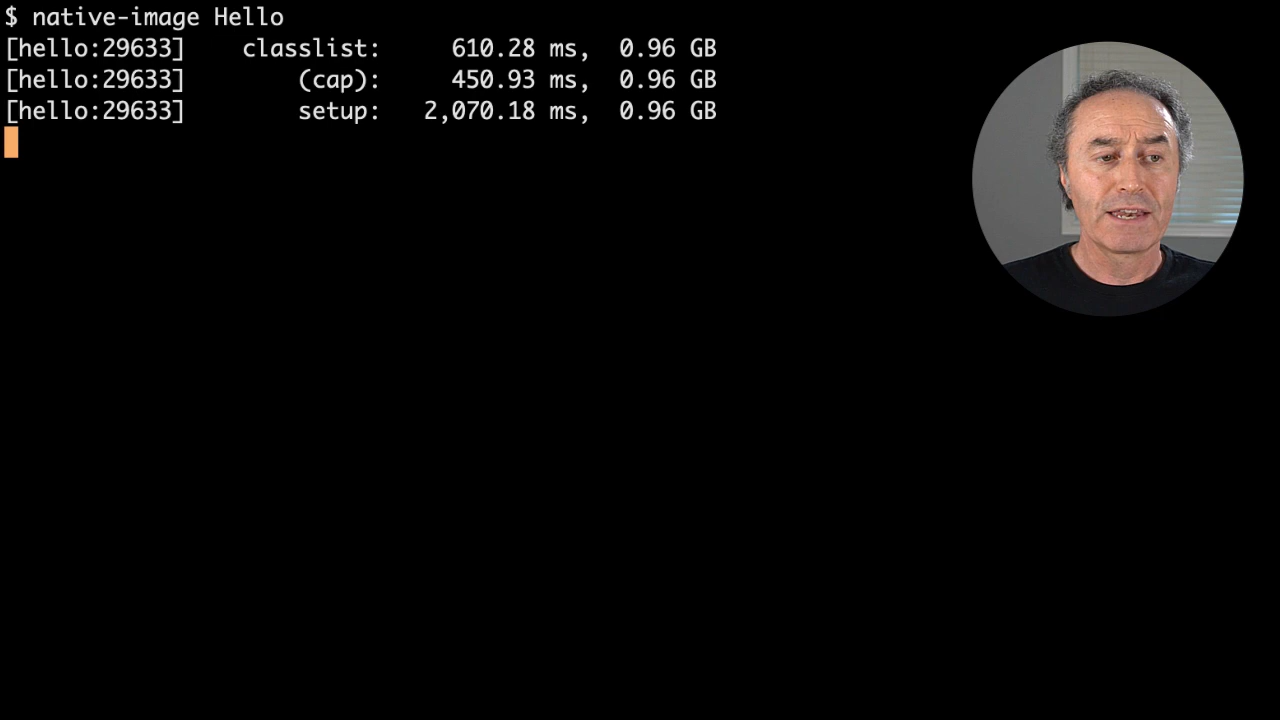 $ native-image Hello
[hello:29633]    classlist:     610.28 ms,  0.96 GB
[hello:29633]        (cap):     450.93 ms,  0.96 GB
[hello:29633]        setup:   2,070.18 ms,  0.96 GB